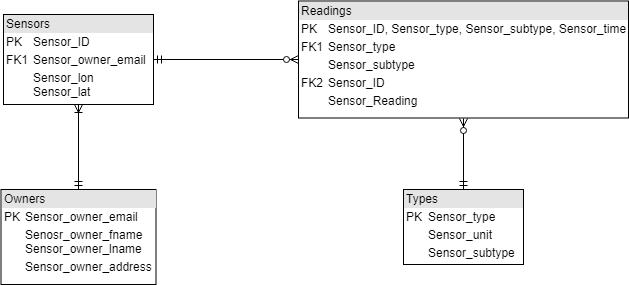 Sensors
PK Sensor_ID
FK1 Sensor_owner_email
Sensor_lon
Sensor_lat
Readings
PK Sensor_ID, Sensor_type, Sensor_subtype, Sensor_time
FK1 Sensor_type
Sensor_subtype
FK2 Sensor_ID
Sensor_Reading
Owners
PK Sensor_owner_email
Senosr_owner_fname
Sensor_owner_lname
Sensor_owner_address
Types
PK Sensor_type
Sensor_unit
Sensor_subtype